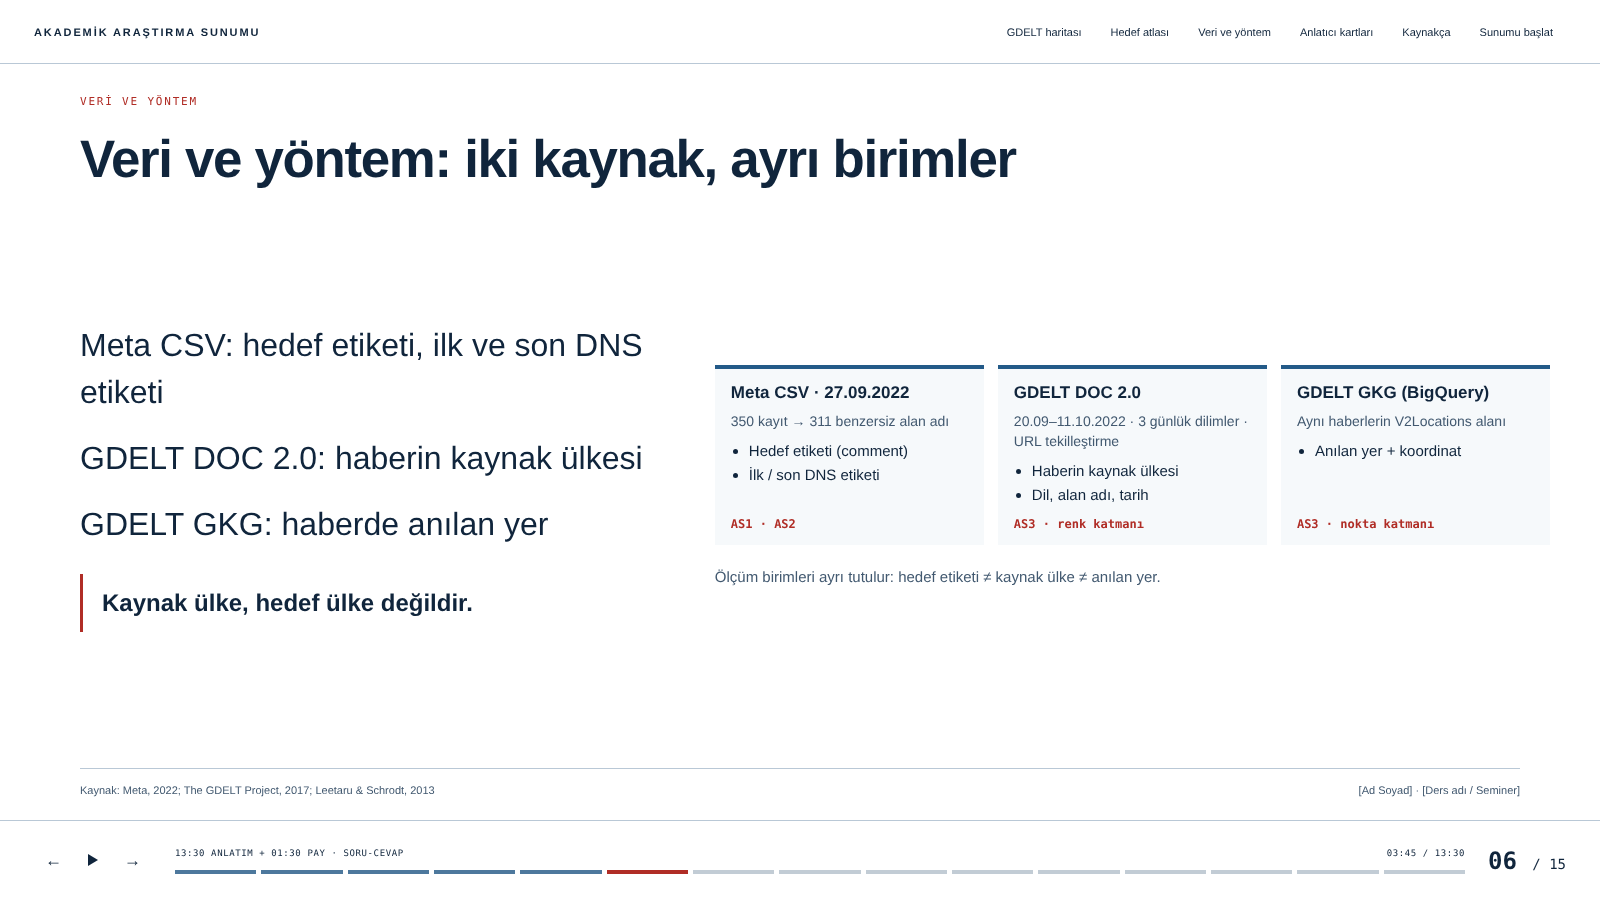 AKADEMİK ARAŞTIRMA SUNUMU
GDELT haritası
Hedef atlası
Veri ve yöntem
Anlatıcı kartları
Kaynakça
Sunumu başlat
VERİ VE YÖNTEM
Veri ve yöntem: iki kaynak, ayrı birimler
Meta CSV: hedef etiketi, ilk ve son DNS
etiketi
GDELT DOC 2.0: haberin kaynak ülkesi
GDELT GKG: haberde anılan yer
Kaynak ülke, hedef ülke değildir.
Meta CSV · 27.09.2022
350 kayıt → 311 benzersiz alan adı
• Hedef etiketi (comment)
• İlk / son DNS etiketi
AS1 · AS2
GDELT DOC 2.0
20.09–11.10.2022 · 3 günlük dilimler ·
URL tekilleştirme
• Haberin kaynak ülkesi
• Dil, alan adı, tarih
AS3 · renk katmanı
GDELT GKG (BigQuery)
Aynı haberlerin V2Locations alanı
• Anılan yer + koordinat
AS3 · nokta katmanı
Ölçüm birimleri ayrı tutulur: hedef etiketi ≠ kaynak ülke ≠ anılan yer.
Kaynak: Meta, 2022; The GDELT Project, 2017; Leetaru & Schrodt, 2013
[Ad Soyad] · [Ders adı / Seminer]
← →
13:30 ANLATIM + 01:30 PAY · SORU-CEVAP
03:45 / 13:30
06 / 15